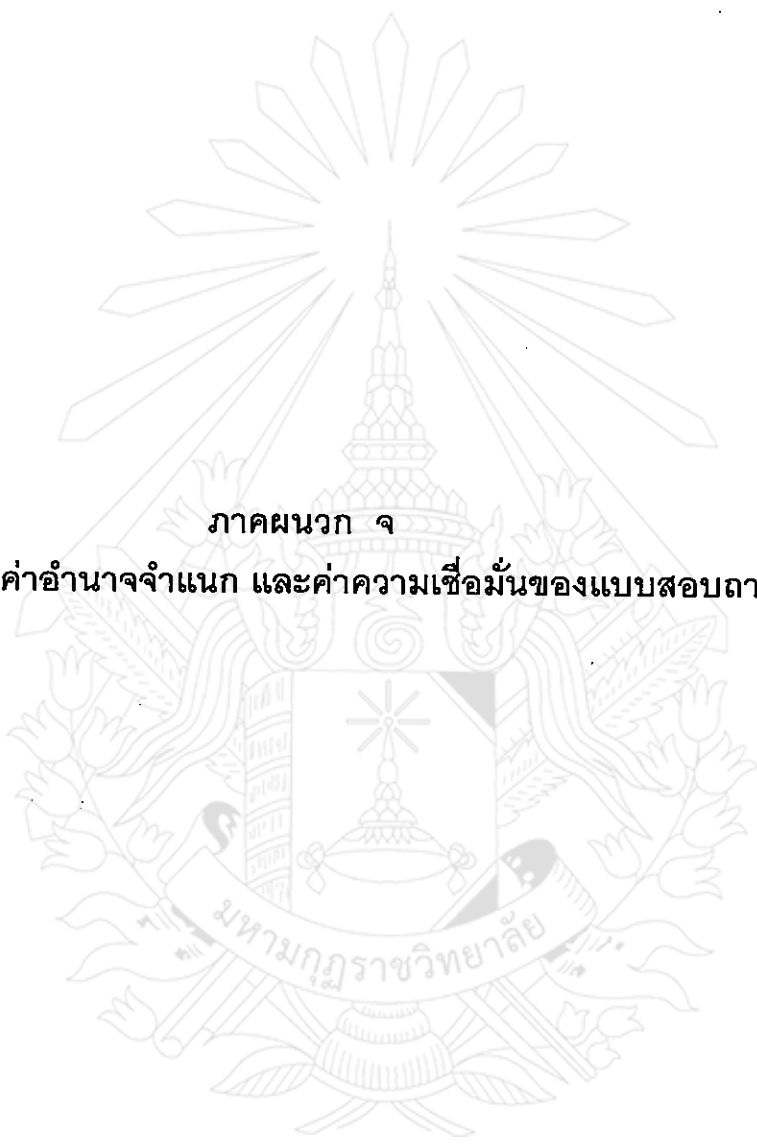 ภาคผนวก จ
ค่าอำนาจจำแนก และค่าความเชื่อมั่นของแบบสอบถา
มหามกุฏราชวิทยาลัย